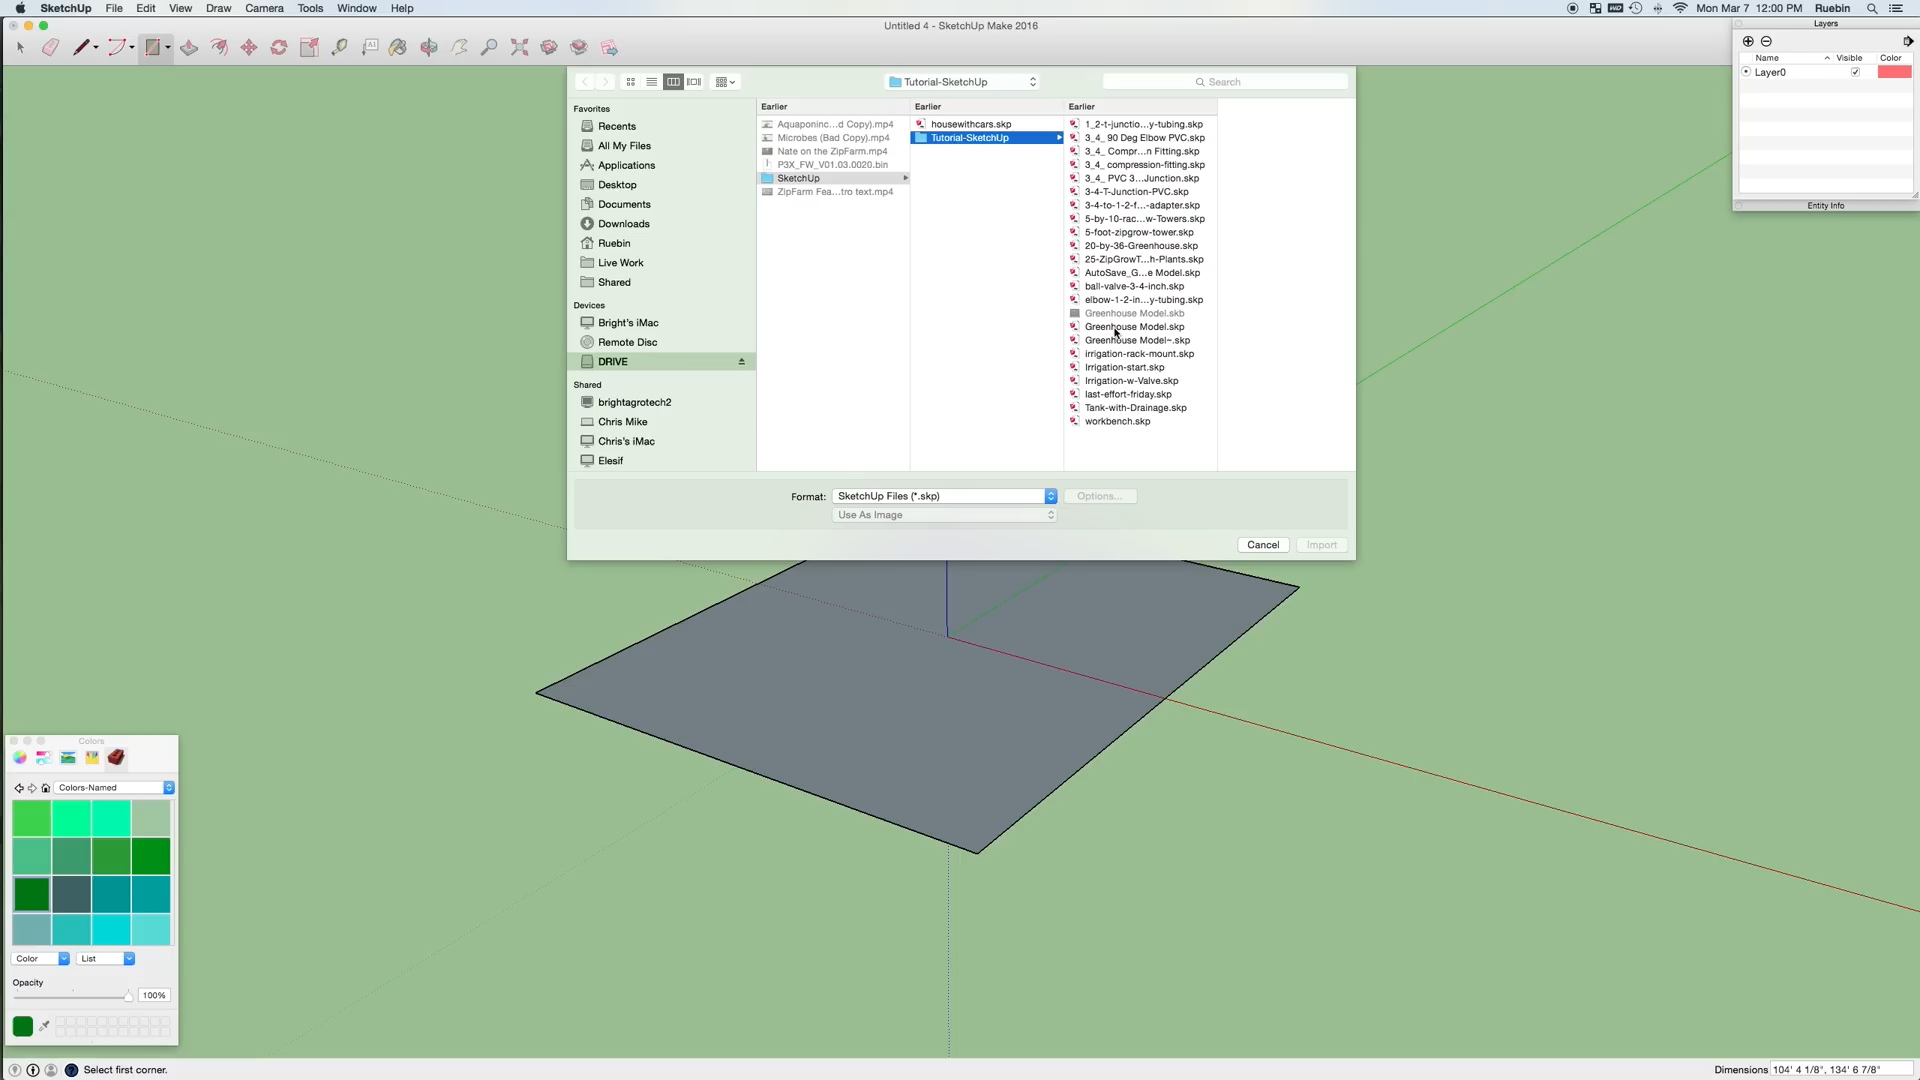 SketchUp File Edit View Draw Camera Tools Window Help
Mon Mar 7 12:00 PM Ruebin
Untitled 4 - SketchUp Make 2016
Layers
Name Visible Color
Layer0
Entity Info
Tutorial-SketchUp
Search
Favorites
Recents
All My Files
Applications
Desktop
Documents
Downloads
Ruebin
Live Work
Shared
Devices
Bright's iMac
Remote Disc
DRIVE
Shared
brightagrotech2
Chris Mike
Chris's iMac
Elesif
Earlier
Aquaponinc...d Copy).mp4
Microbes (Bad Copy).mp4
Nate on the ZipFarm.mp4
P3X_FW_V01.03.0020.bin
SketchUp
ZipFarm Fea...tro text.mp4
Earlier
housewithcars.skp
Tutorial-SketchUp
Earlier
1_2-t-junctio...y-tubing.skp
3_4_ 90 Deg Elbow PVC.skp
3_4_ Compr...n Fitting.skp
3_4_ compression-fitting.skp
3_4_ PVC 3...Junction.skp
3-4-T-Junction-PVC.skp
3-4-to-1-2-f...-adapter.skp
5-by-10-rac...w-Towers.skp
5-foot-zipgrow-tower.skp
20-by-36-Greenhouse.skp
25-ZipGrowT...h-Plants.skp
AutoSave_G...e Model.skp
ball-valve-3-4-inch.skp
elbow-1-2-in...y-tubing.skp
Greenhouse Model.skb
Greenhouse Model.skp
Greenhouse Model~.skp
irrigation-rack-mount.skp
Irrigation-start.skp
Irrigation-w-Valve.skp
last-effort-friday.skp
Tank-with-Drainage.skp
workbench.skp
Format: SketchUp Files (*.skp) Options...
Use As Image
Cancel Import
Colors
Colors-Named
Color List
Opacity
100%
Select first corner.
Dimensions 104' 4 1/8", 134' 6 7/8"